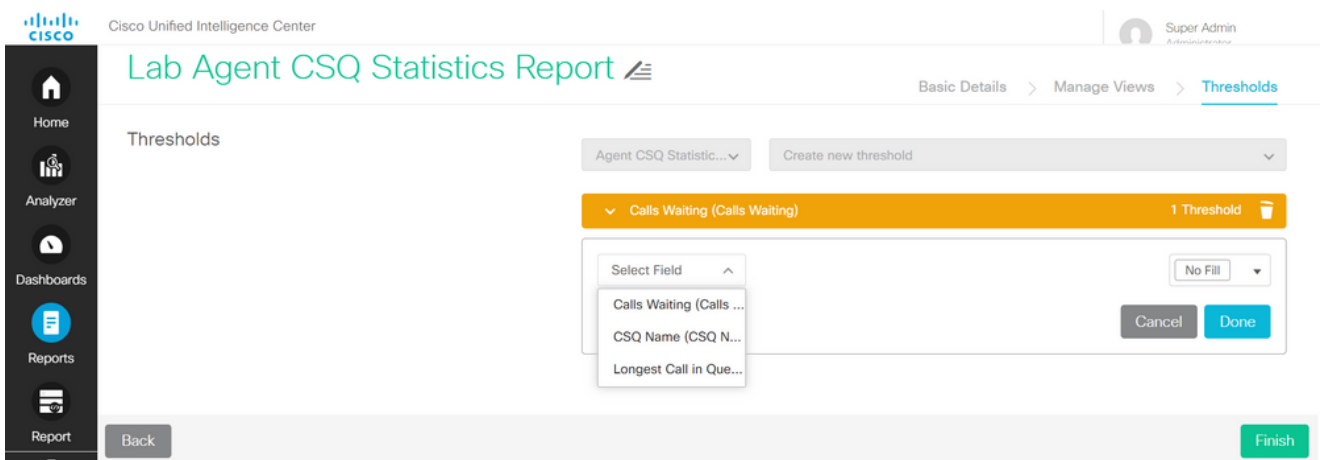 CISCO
Cisco Unified Intelligence Center
Super Admin
Administrator
Lab Agent CSQ Statistics Report
Basic Details > Manage Views > Thresholds
Home
Analyzer
Dashboards
Reports
Report
Thresholds
Agent CSQ Statistic...
Create new threshold
Calls Waiting (Calls Waiting)
1 Threshold
Select Field
No Fill
Calls Waiting (Calls ...
CSQ Name (CSQ N...
Longest Call in Que...
Cancel
Done
Back
Finish